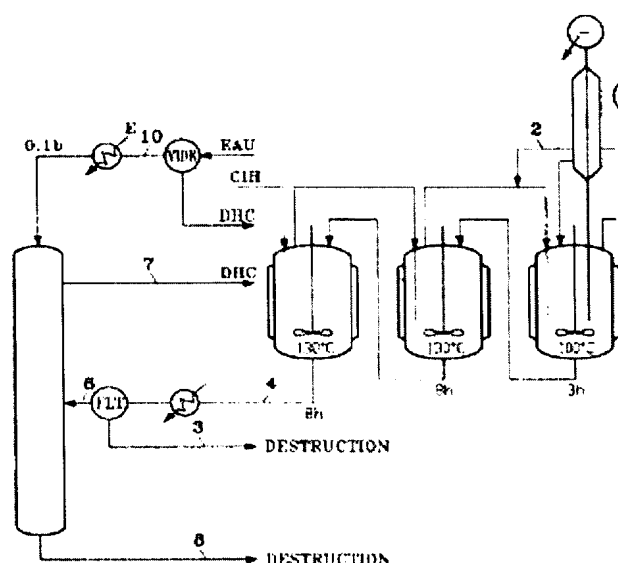 2
E
0.1b
10
VIDE
EAU
ClH
DHC
7
DHC
130°C
130°C
100°C
6
FLT
4
8h
8h
3h
3
DESTRUCTION
8
DESTRUCTION